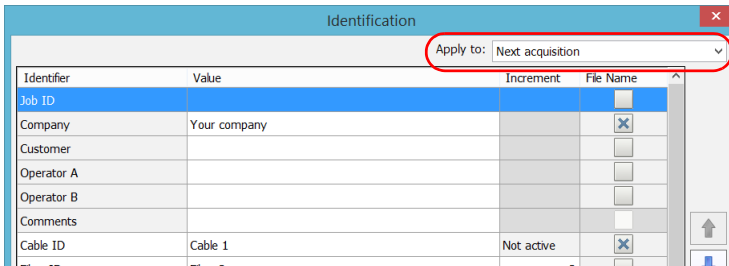 Identification
Apply to: Next acquisition
Identifier Value Increment File Name
Job ID
Company Your company
Customer
Operator A
Operator B
Comments
Cable ID Cable 1 Not active